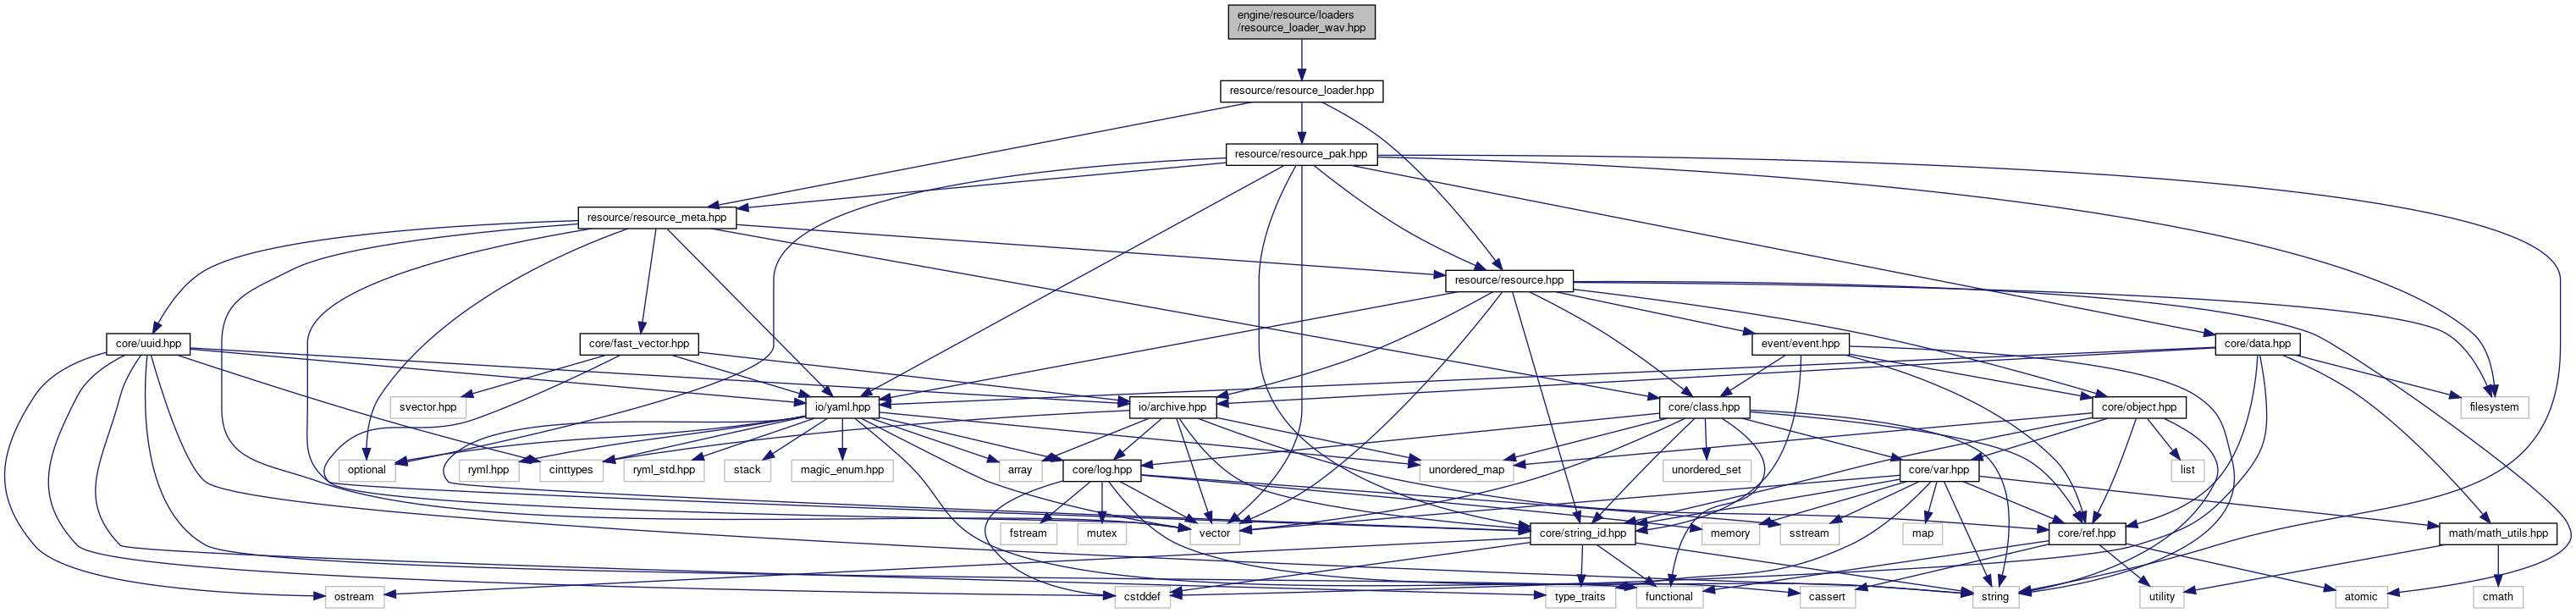 engine/resource/loaders
/resource_loader_wav.hpp
resource/resource_loader.hpp
resource/resource_pak.hpp
resource/resource_meta.hpp
resource/resource.hpp
core/uuid.hpp
core/fast_vector.hpp
event/event.hpp
core/data.hpp
svector.hpp
io/yaml.hpp
io/archive.hpp
core/class.hpp
core/object.hpp
filesystem
optional
ryml.hpp
cinttypes
ryml_std.hpp
stack
magic_enum.hpp
array
core/log.hpp
unordered_map
unordered_set
core/var.hpp
list
fstream
mutex
vector
core/string_id.hpp
memory
sstream
map
core/ref.hpp
math/math_utils.hpp
ostream
cstddef
type_traits
functional
cassert
string
utility
atomic
cmath